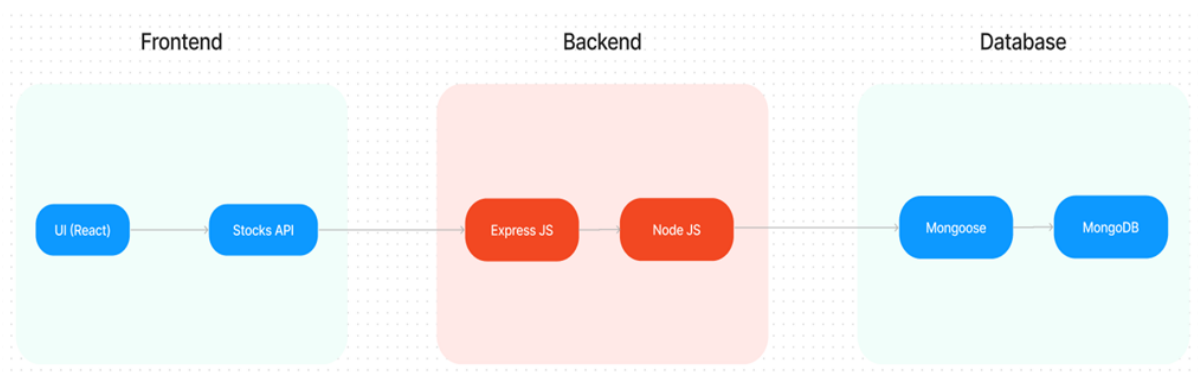 Frontend
Backend
Database
UI (React)
Stocks API
Express JS
Node JS
Mongoose
MongoDB